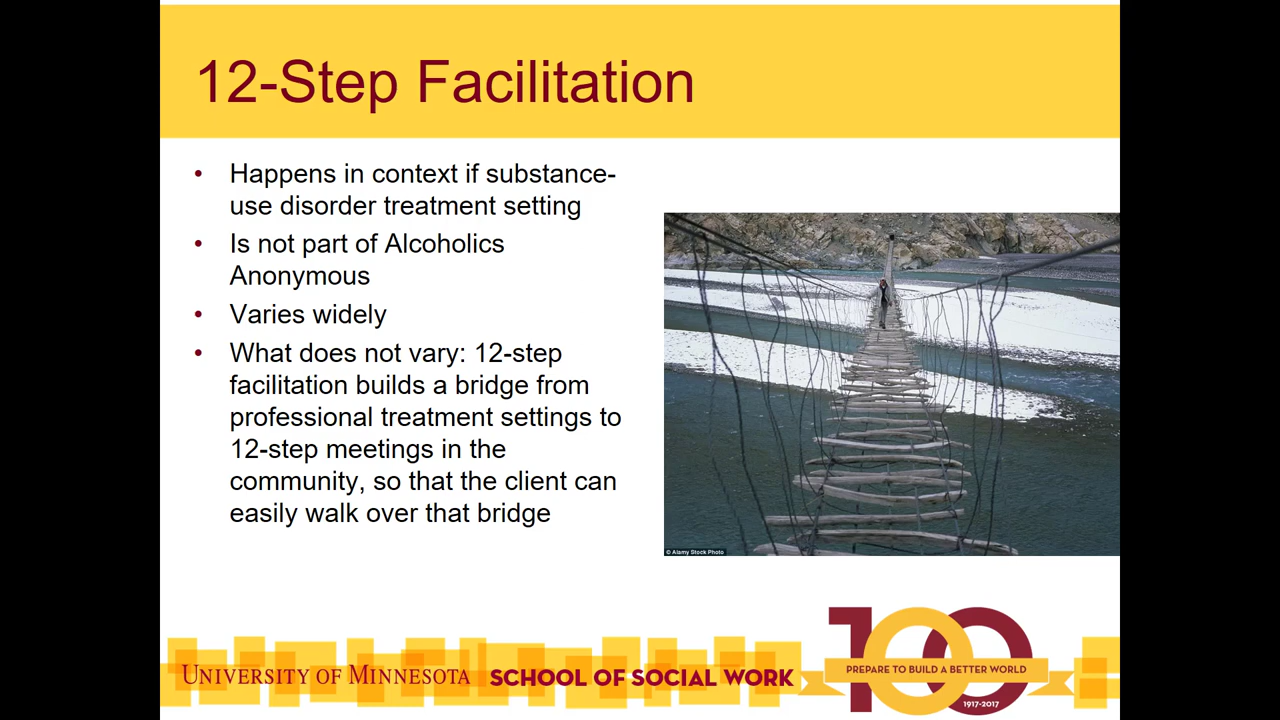 12-Step Facilitation
• Happens in context if substance-
use disorder treatment setting
• Is not part of Alcoholics
Anonymous
• Varies widely
• What does not vary: 12-step
facilitation builds a bridge from
professional treatment settings to
12-step meetings in the
community, so that the client can
easily walk over that bridge
© Alamy Stock Photo
UNIVERSITY OF MINNESOTA SCHOOL OF SOCIAL WORK
100
PREPARE TO BUILD A BETTER WORLD
1917-2017